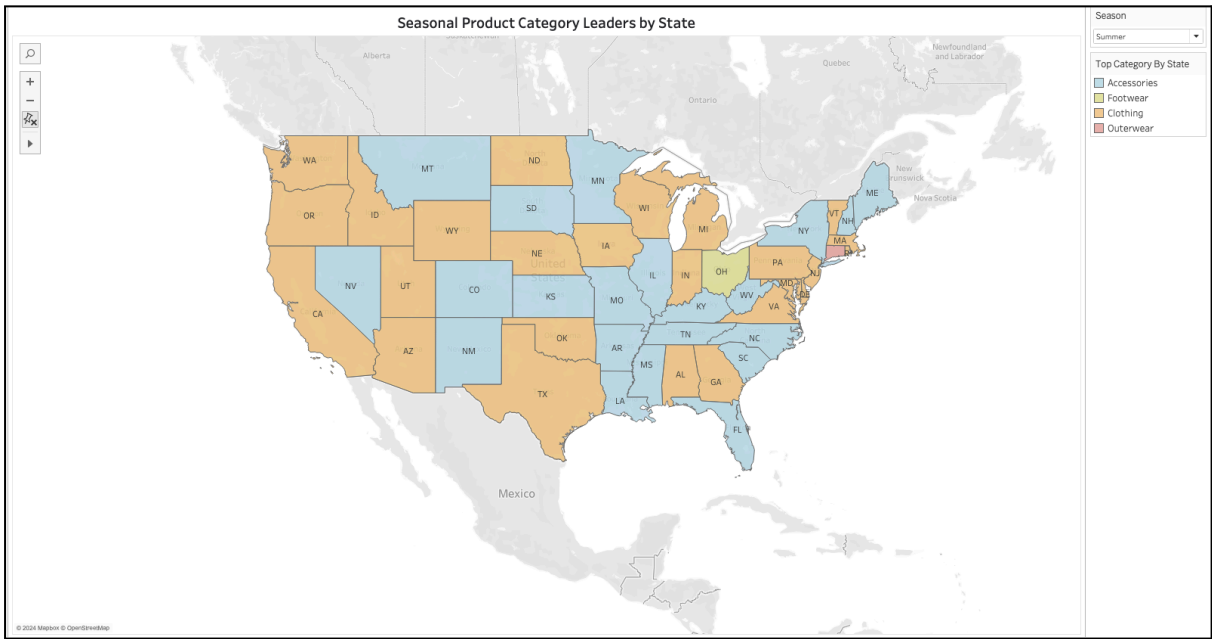 Seasonal Product Category Leaders by State
Season
Summer
Top Category By State
Accessories
Footwear
Clothing
Outerwear
Alberta
Ontario
Quebec
Newfoundland
and Labrador
New
Nova Scotia
WA
MT
ND
MN
OR
ID
WY
SD
WI
MI
NY
VT
NH
ME
MA
NE
United
States
IA
IL
IN
OH
PA
NJ
NV
UT
CO
KS
MO
KY
WV
MD
DE
VA
CA
AZ
NM
OK
AR
TN
NC
SC
TX
LA
MS
AL
GA
FL
Mexico
© 2024 Mapbox © OpenStreetMap